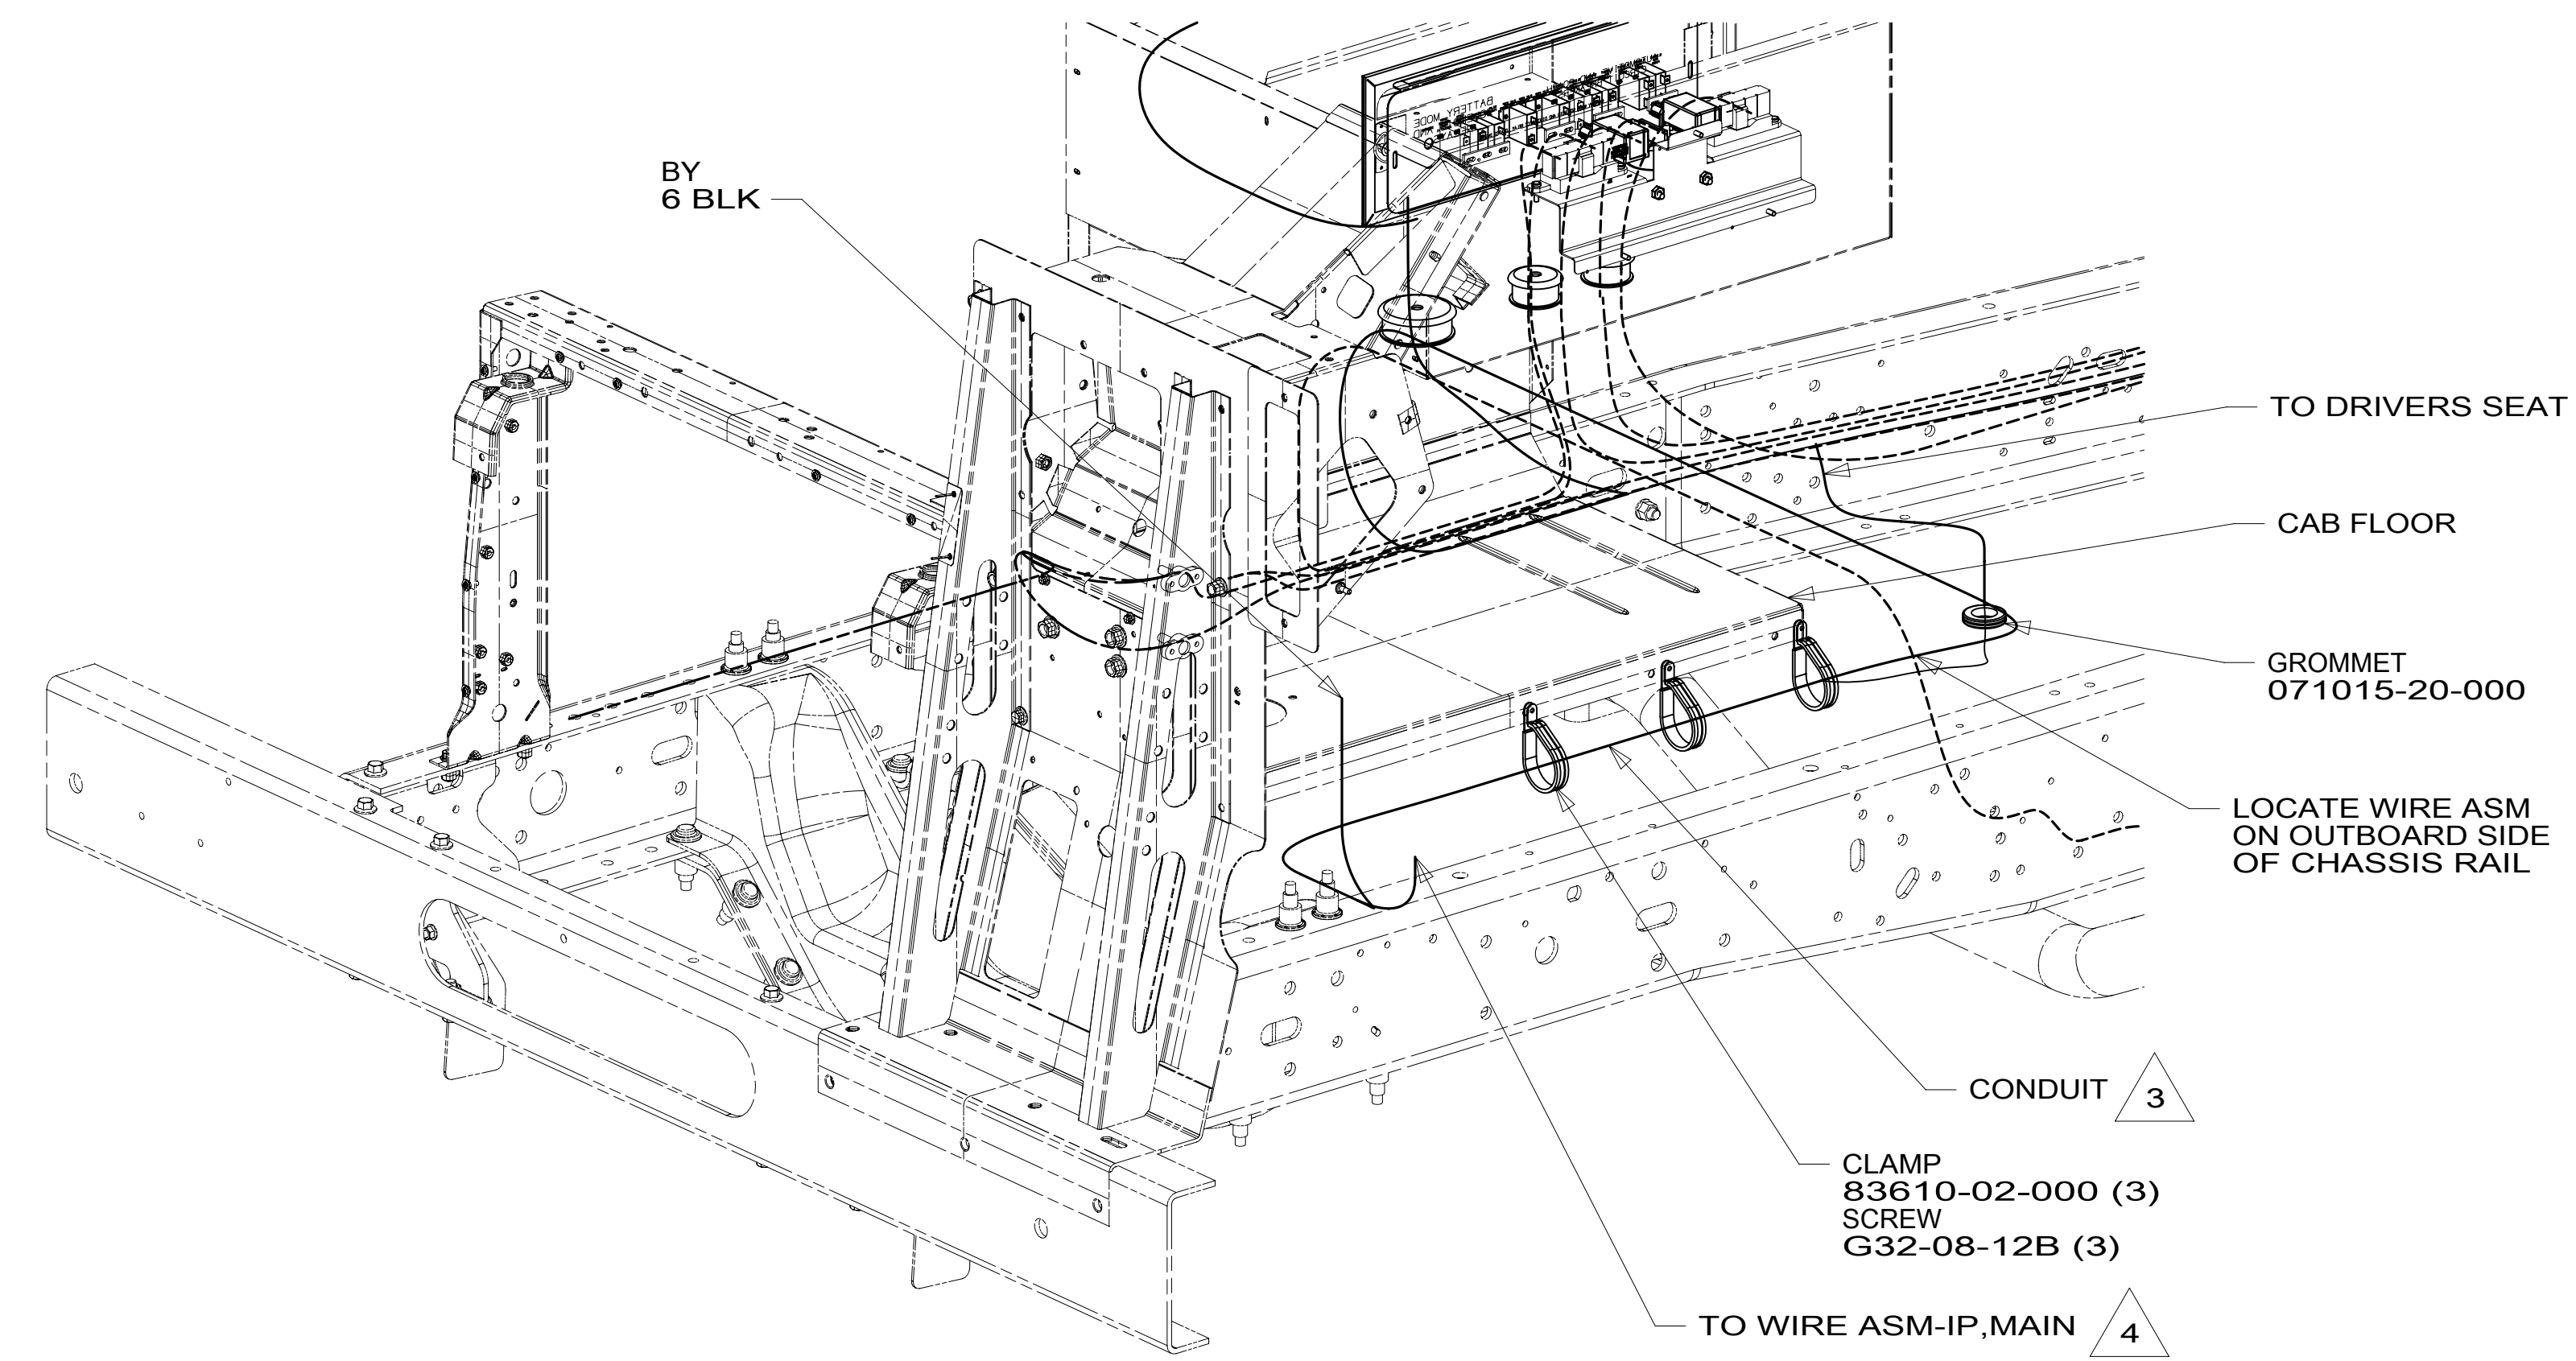 BATTERY
MODE
BY
6 BLK
TO DRIVERS SEAT
CAB FLOOR
GROMMET
071015-20-000
LOCATE WIRE ASM
ON OUTBOARD SIDE
OF CHASSIS RAIL
CONDUIT 3
CLAMP
83610-02-000 (3)
SCREW
G32-08-12B (3)
TO WIRE ASM-IP,MAIN 4